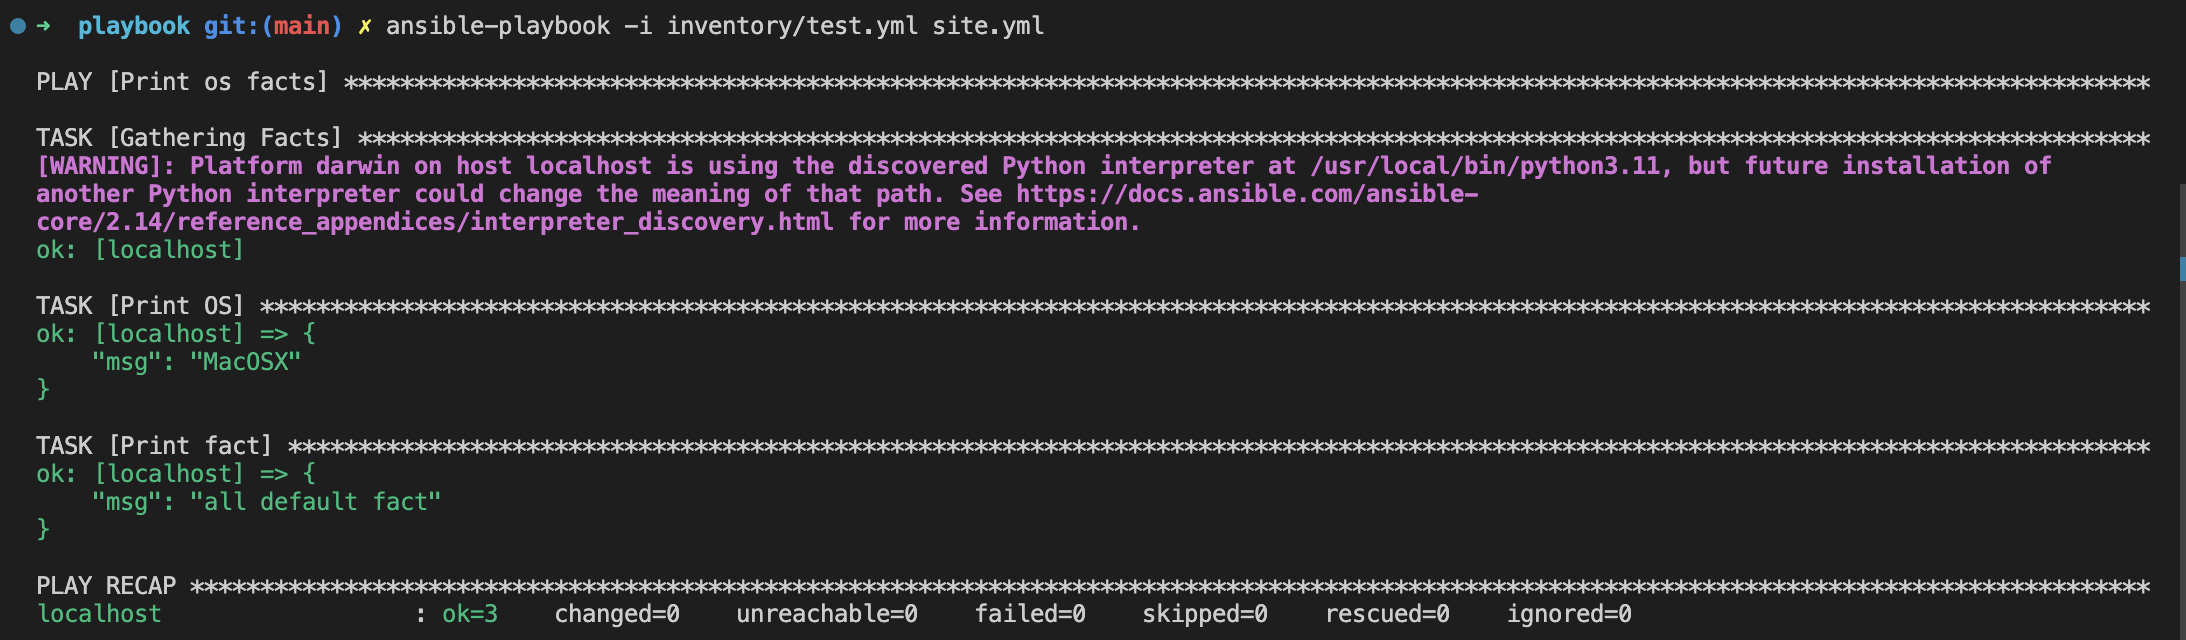 ➜  playbook git:(main) ✗ ansible-playbook -i inventory/test.yml site.yml
PLAY [Print os facts] *********************************************************************************************************************************
TASK [Gathering Facts] ********************************************************************************************************************************
[WARNING]: Platform darwin on host localhost is using the discovered Python interpreter at /usr/local/bin/python3.11, but future installation of
another Python interpreter could change the meaning of that path. See https://docs.ansible.com/ansible-
core/2.14/reference_appendices/interpreter_discovery.html for more information.
ok: [localhost]
TASK [Print OS] ***************************************************************************************************************************************
ok: [localhost] => {
    "msg": "MacOSX"
}
TASK [Print fact] *************************************************************************************************************************************
ok: [localhost] => {
    "msg": "all default fact"
}
PLAY RECAP ********************************************************************************************************************************************
localhost                  : ok=3    changed=0    unreachable=0    failed=0    skipped=0    rescued=0    ignored=0